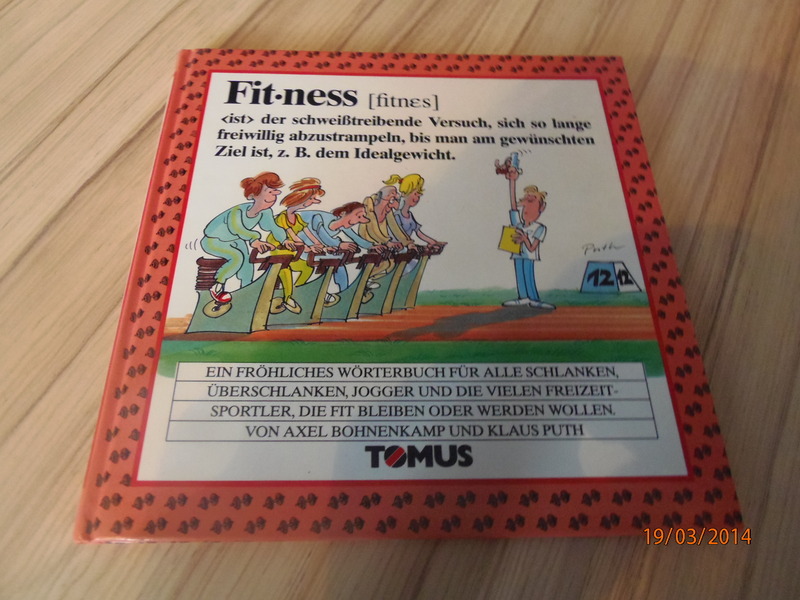 Fit•ness [fitnɛs]
<ist> der schweißtreibende Versuch, sich so lange
freiwillig abzustrampeln, bis man am gewünschten
Ziel ist, z. B. dem Idealgewicht.
Puth
12 12
EIN FRÖHLICHES WÖRTERBUCH FÜR ALLE SCHLANKEN,
ÜBERSCHLANKEN, JOGGER UND DIE VIELEN FREIZEIT-
SPORTLER, DIE FIT BLEIBEN ODER WERDEN WOLLEN.
VON AXEL BOHNENKAMP UND KLAUS PUTH
TOMUS
19/03/2014